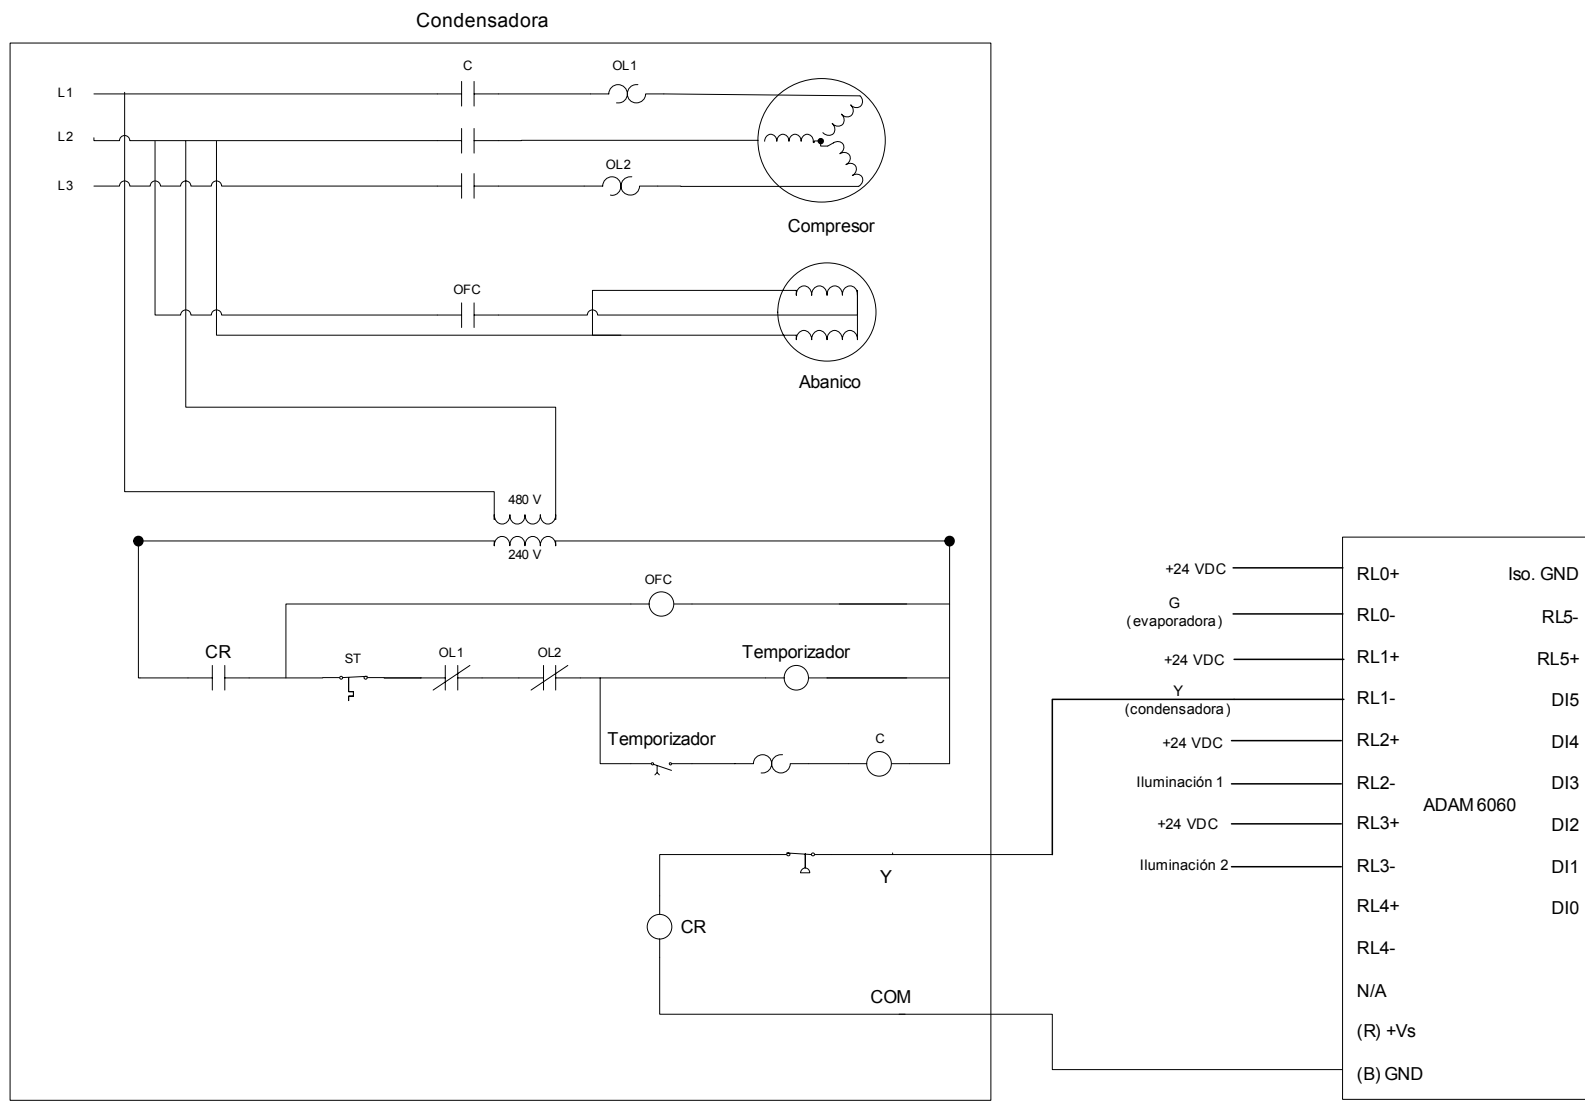 Condensadora
C
OL1
L1
L2
OL2
L3
Compresor
OFC
Abanico
480 V
240 V
OFC
CR
ST
OL1
OL2
Temporizador
Temporizador
C
Y
CR
COM
+24 VDC
RL0+
Iso. GND
G
(evaporadora)
RL0-
RL5-
+24 VDC
RL1+
RL5+
Y
(condensadora)
RL1-
DI5
+24 VDC
RL2+
DI4
Iluminación 1
RL2-
DI3
ADAM 6060
+24 VDC
RL3+
DI2
Iluminación 2
RL3-
DI1
RL4+
DI0
RL4-
N/A
(R) +Vs
(B) GND